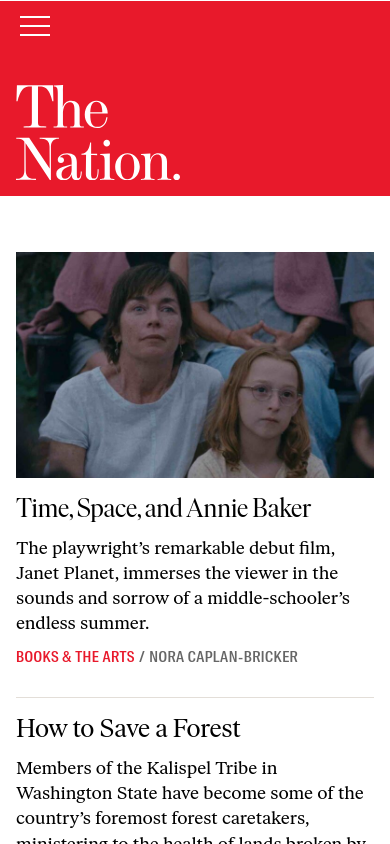 The
Nation.
Time, Space, and Annie Baker
The playwright’s remarkable debut film,
Janet Planet, immerses the viewer in the
sounds and sorrow of a middle-schooler’s
endless summer.
BOOKS & THE ARTS / NORA CAPLAN-BRICKER
How to Save a Forest
Members of the Kalispel Tribe in
Washington State have become some of the
country’s foremost forest caretakers,
ministering to the health of lands broken by